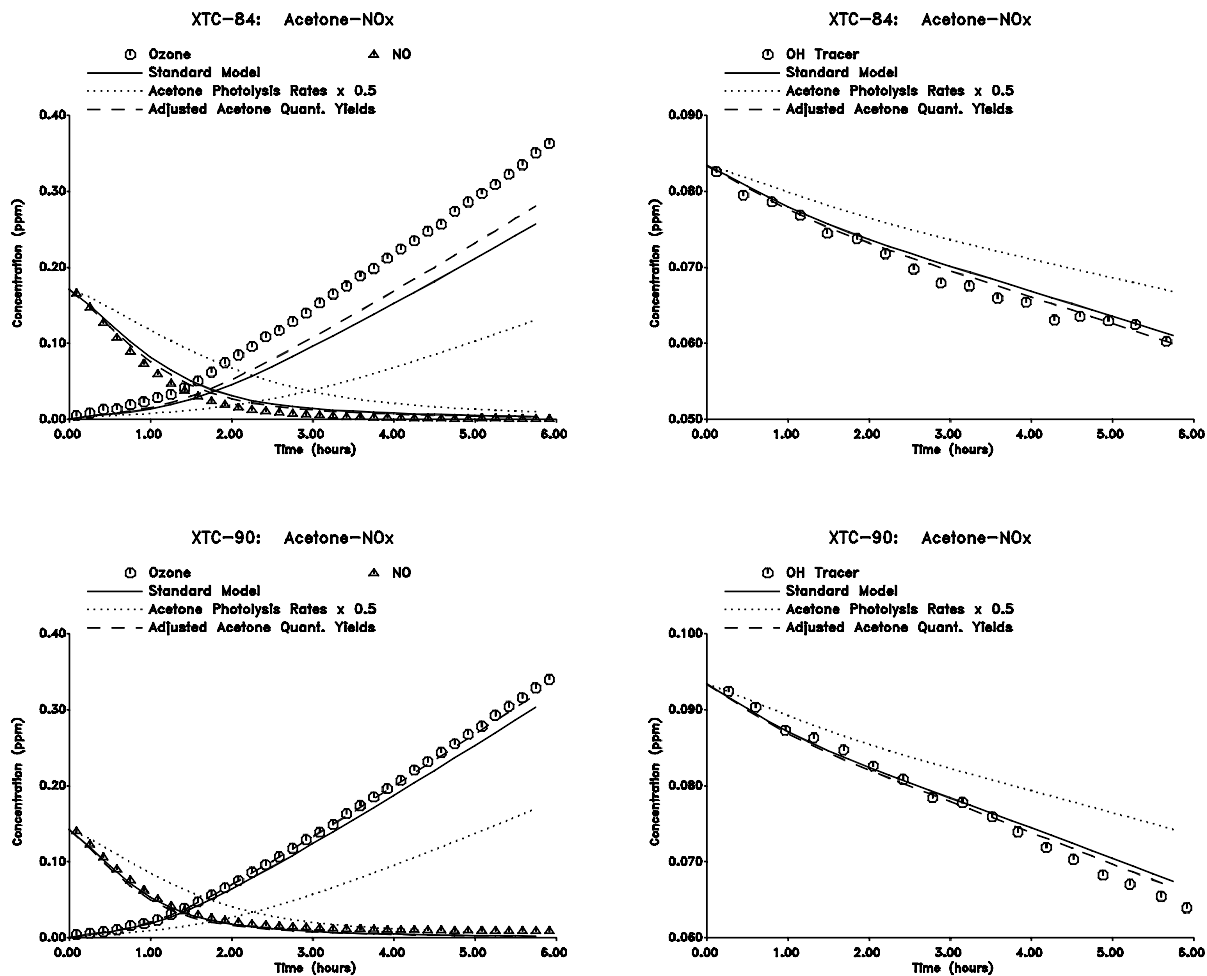 XTC-84: Acetone-NOx
Ozone NO
Standard Model
Acetone Photolysis Rates x 0.5
Adjusted Acetone Quant. Yields
0.40
0.30
0.20
0.10
0.00
Concentration (ppm)
0.00 1.00 2.00 3.00 4.00 5.00 6.00
Time (hours)
XTC-84: Acetone-NOx
OH Tracer
Standard Model
Acetone Photolysis Rates x 0.5
Adjusted Acetone Quant. Yields
0.090
0.080
0.070
0.060
0.050
Concentration (ppm)
0.00 1.00 2.00 3.00 4.00 5.00 6.00
Time (hours)
XTC-90: Acetone-NOx
Ozone NO
Standard Model
Acetone Photolysis Rates x 0.5
Adjusted Acetone Quant. Yields
0.40
0.30
0.20
0.10
0.00
Concentration (ppm)
0.00 1.00 2.00 3.00 4.00 5.00 6.00
Time (hours)
XTC-90: Acetone-NOx
OH Tracer
Standard Model
Acetone Photolysis Rates x 0.5
Adjusted Acetone Quant. Yields
0.100
0.090
0.080
0.070
0.060
Concentration (ppm)
0.00 1.00 2.00 3.00 4.00 5.00 6.00
Time (hours)